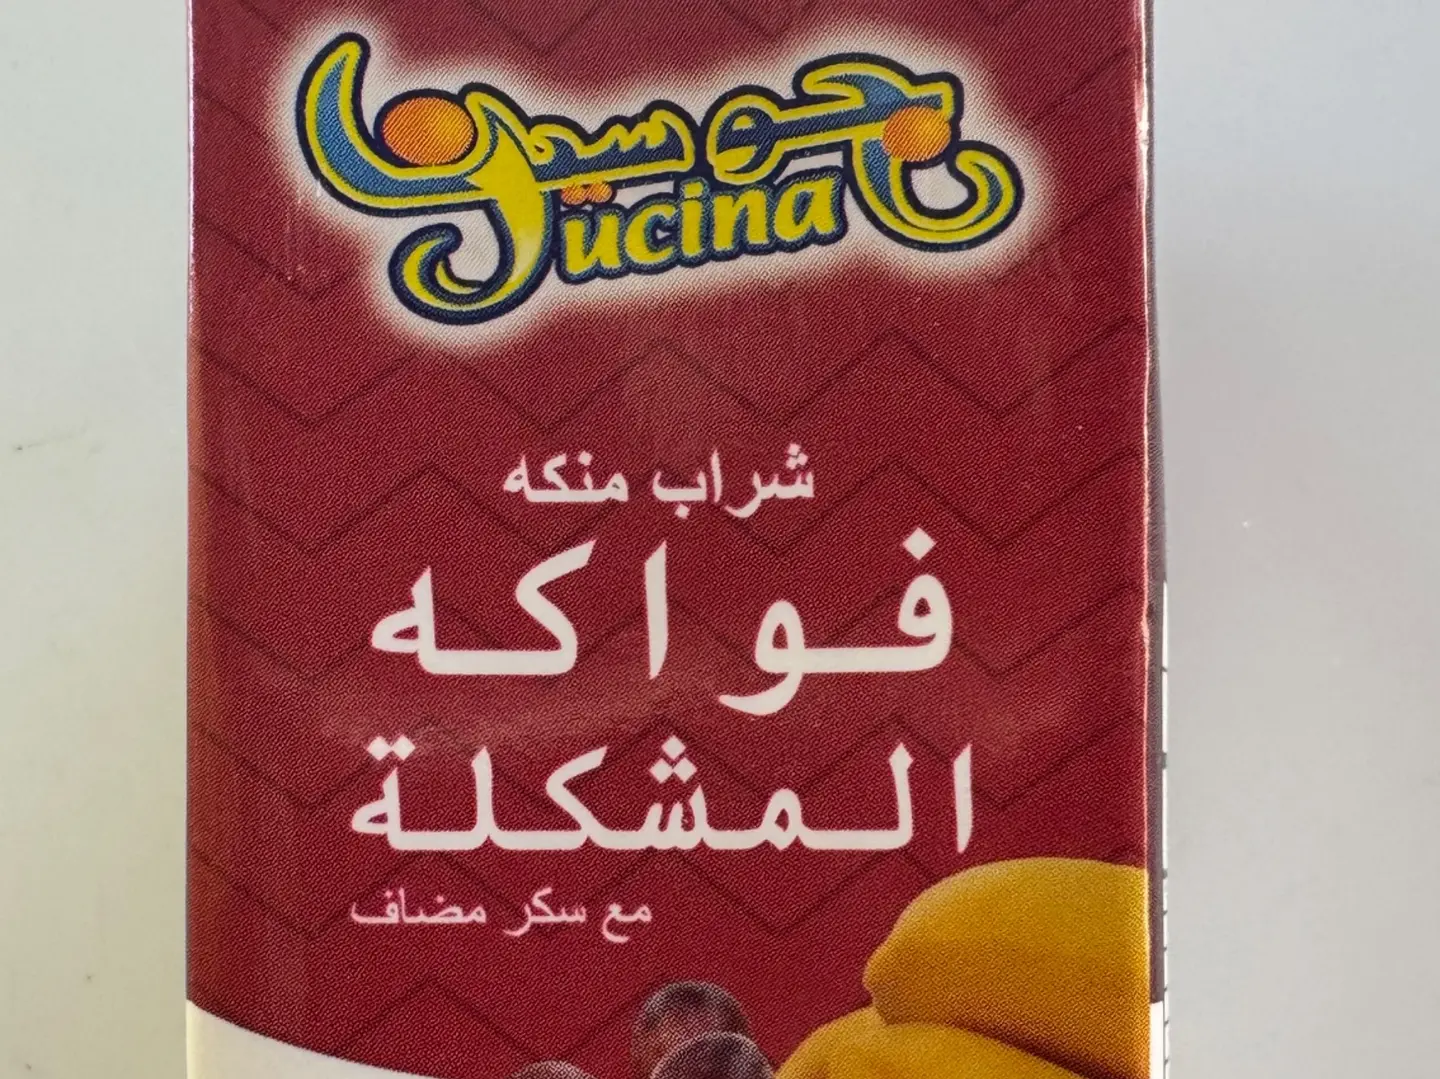 جوسينا
Jucina
شراب منكه
فواكه
المشكلة
مع سكر مضاف